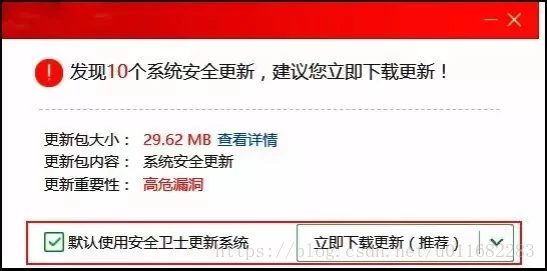 发现10个系统安全更新，建议您立即下载更新！
更新包大小： 29.62 MB 查看详情
更新包内容： 系统安全更新
更新重要性： 高危漏洞
默认使用安全卫士更新系统 立即下载更新（推荐）
https://blog.csdn.net/u011682283